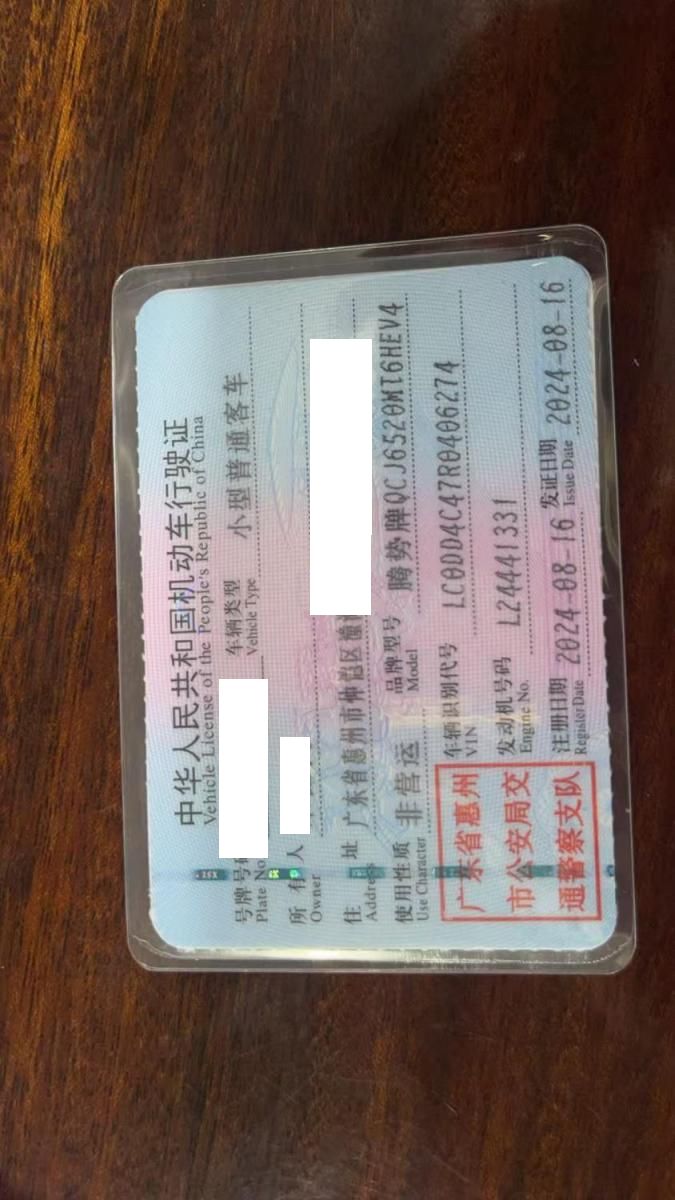 中华人民共和国机动车行驶证
Vehicle License of the People's Republic of China
号牌号码 车辆类型 小型普通客车
Plate No. Vehicle Type
所有人
Owner
住址 广东省惠州市仲恺区
Address
使用性质 非营运 品牌型号 腾势牌QCJ6520MT6HEV4
Use Character Model
广东省惠州
市公安局交
通警察支队
车辆识别代号 LC0DD4C47R0406274
VIN
发动机号码 L24441331
Engine No.
注册日期 2024-08-16 发证日期 2024-08-16
Register Date Issue Date